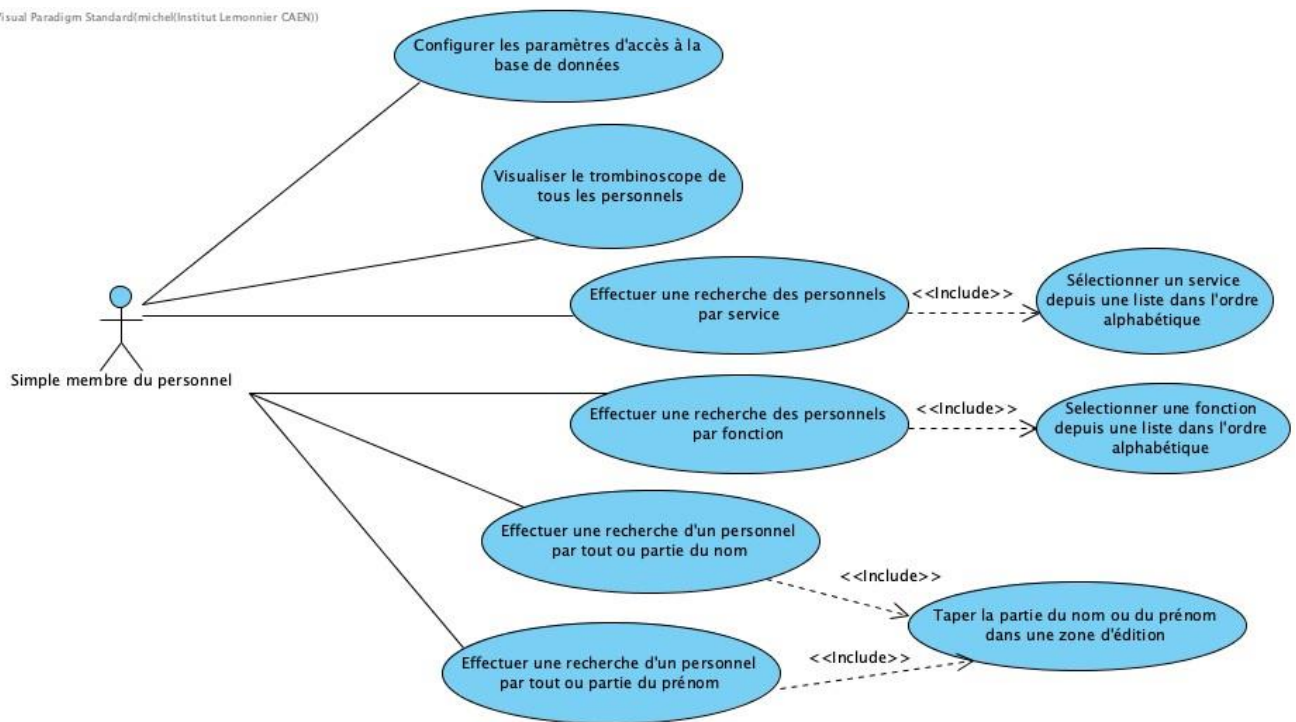 Visual Paradigm Standard(michel(Institut Lemonnier CAEN))
Configurer les paramètres d'accès à la
base de données
Visualiser le trombinoscope de
tous les personnels
Effectuer une recherche des personnels
par service
<<Include>>
Sélectionner un service
depuis une liste dans l'ordre
alphabétique
Simple membre du personnel
Effectuer une recherche des personnels
par fonction
<<Include>>
Selectionner une fonction
depuis une liste dans l'ordre
alphabétique
Effectuer une recherche d'un personnel
par tout ou partie du nom
<<Include>>
Taper la partie du nom ou du prénom
dans une zone d'édition
<<Include>>
Effectuer une recherche d'un personnel
par tout ou partie du prénom